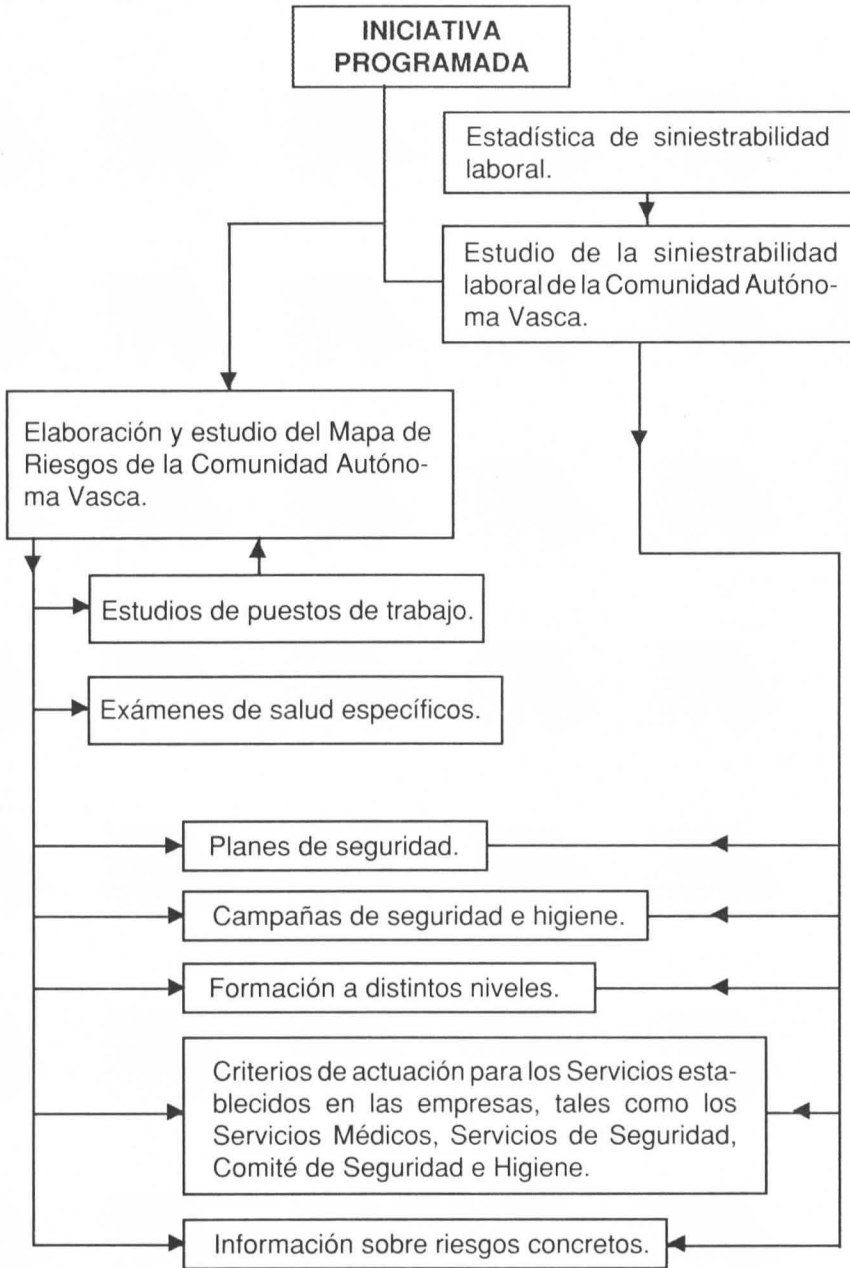 INICIATIVA
PROGRAMADA
Estadística de siniestrabilidad
laboral.
Estudio de la siniestrabilidad
laboral de la Comunidad Autóno-
ma Vasca.
Elaboración y estudio del Mapa de
Riesgos de la Comunidad Autóno-
ma Vasca.
Estudios de puestos de trabajo.
Exámenes de salud específicos.
Planes de seguridad.
Campañas de seguridad e higiene.
Formación a distintos niveles.
Criterios de actuación para los Servicios esta-
blecidos en las empresas, tales como los
Servicios Médicos, Servicios de Seguridad,
Comité de Seguridad e Higiene.
Información sobre riesgos concretos.